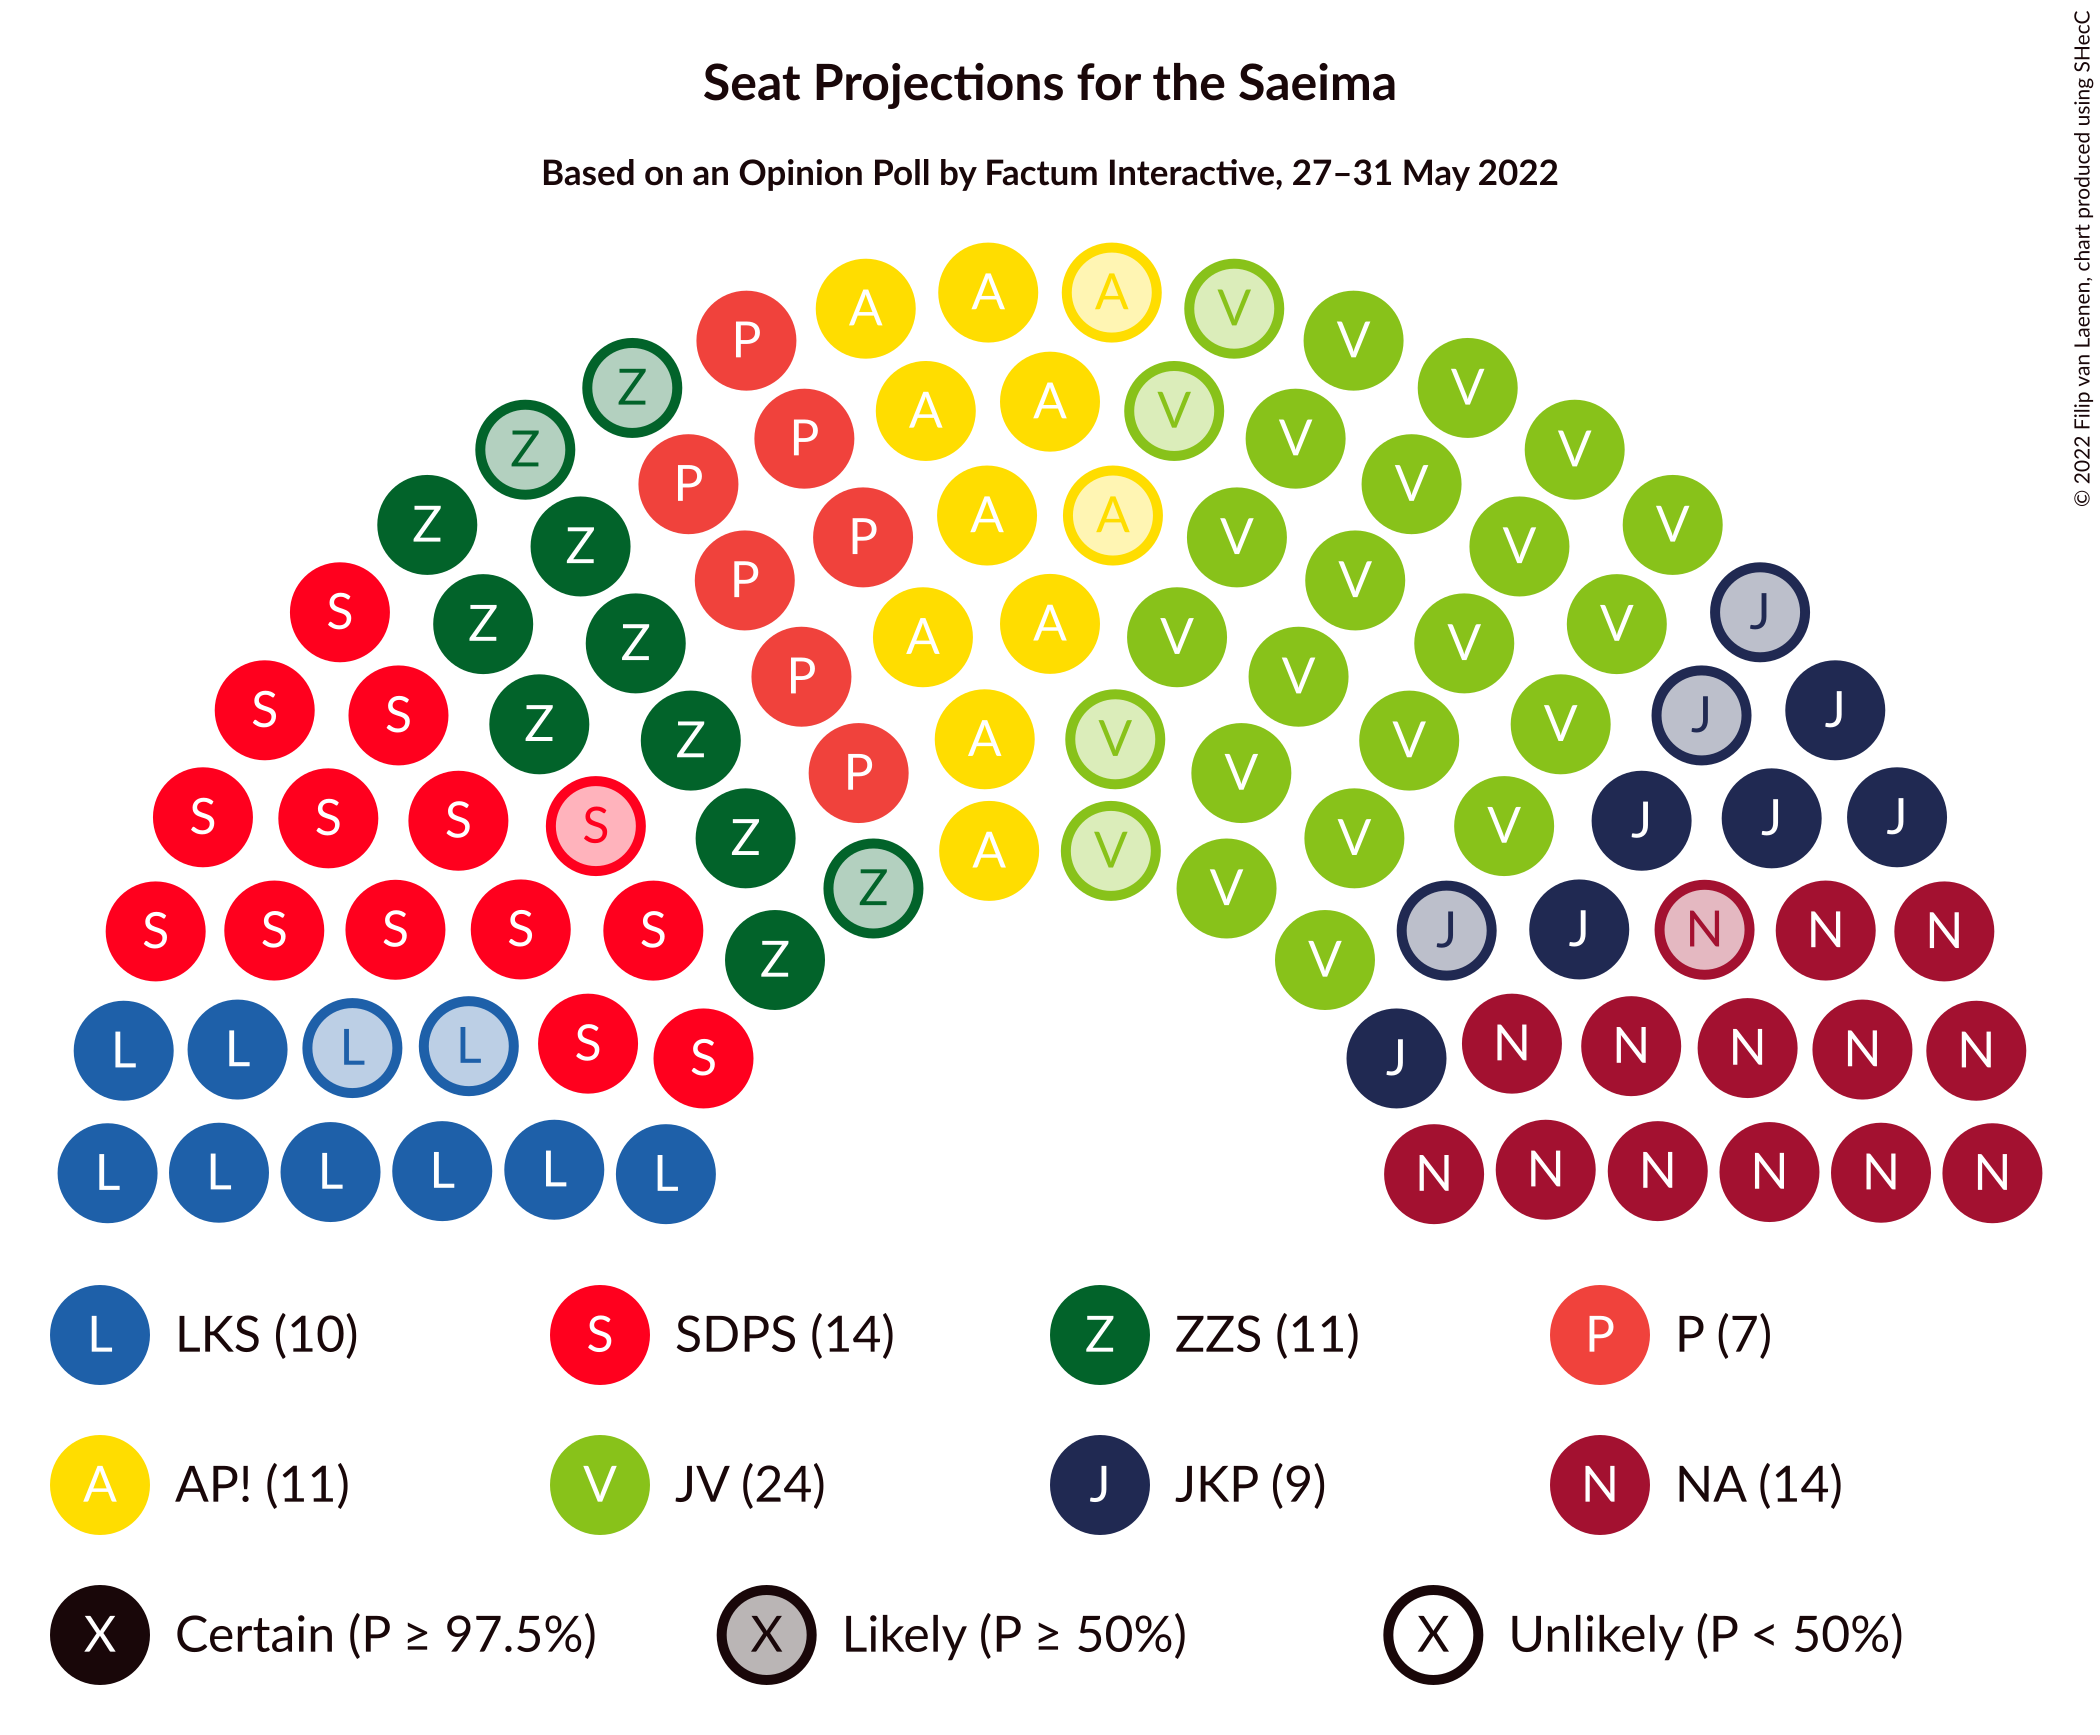 Seat Projections for the Saeima
Based on an Opinion Poll by Factum Interactive, 27–31 May 2022
© 2022 Filip van Laenen, chart produced using SHecC
A A A V
P V
Z V
A A V
P V
Z V
P V
A A V
P V
Z V
Z V
P V
A A V
S J
Z V
Z V
P V
S J J
S Z V
Z A V V
P V
S S S S Z V V J J J
A V
Z V
S S S S S J J N N N
Z V
L L L L S N N N N N
S J
L L L L L L N N N N N N
L LKS (10) S SDPS (14) Z ZZS (11) P P (7)
A AP! (11) V JV (24) J JKP (9) N NA (14)
X Certain (P ≥ 97.5%) X Likely (P ≥ 50%) X Unlikely (P < 50%)